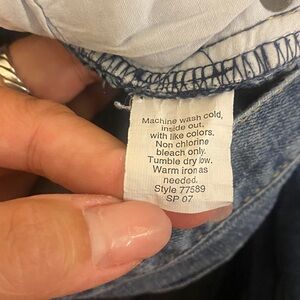 Machine wash cold,
inside out,
with like colors.
Non chlorine
bleach only.
Tumble dry low.
Warm iron as
needed.
Style 77589
SP 07